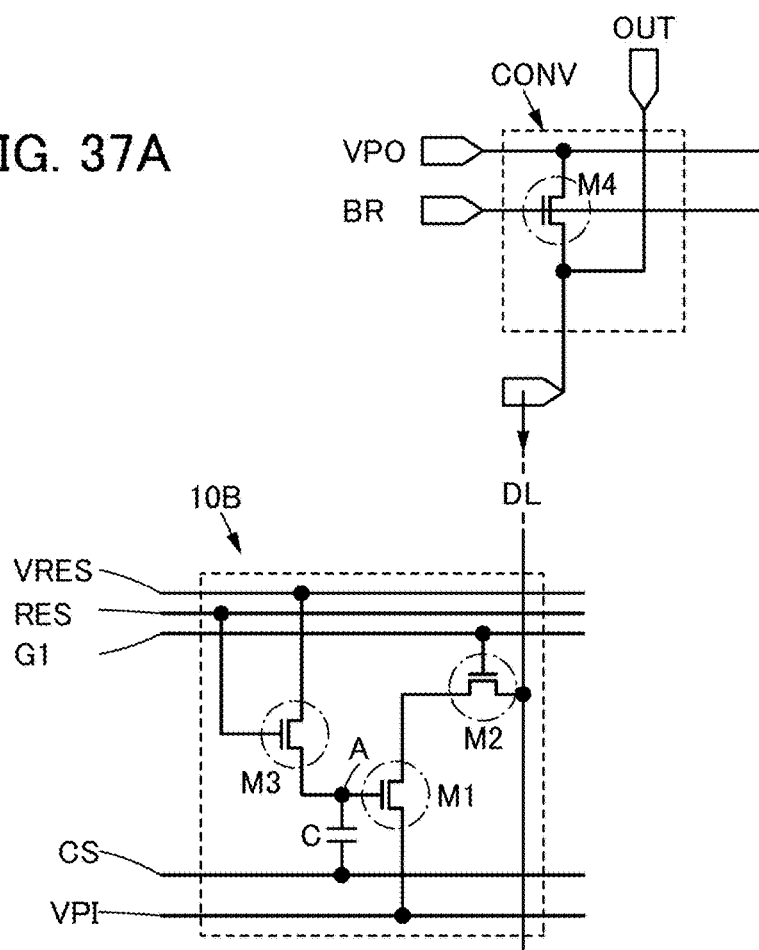 OUT
CONV
IG. 37A
VPO
M4
BR
DL
10B
VRES
RES
G1
M2
A
M3
M1
C
CS
VPI